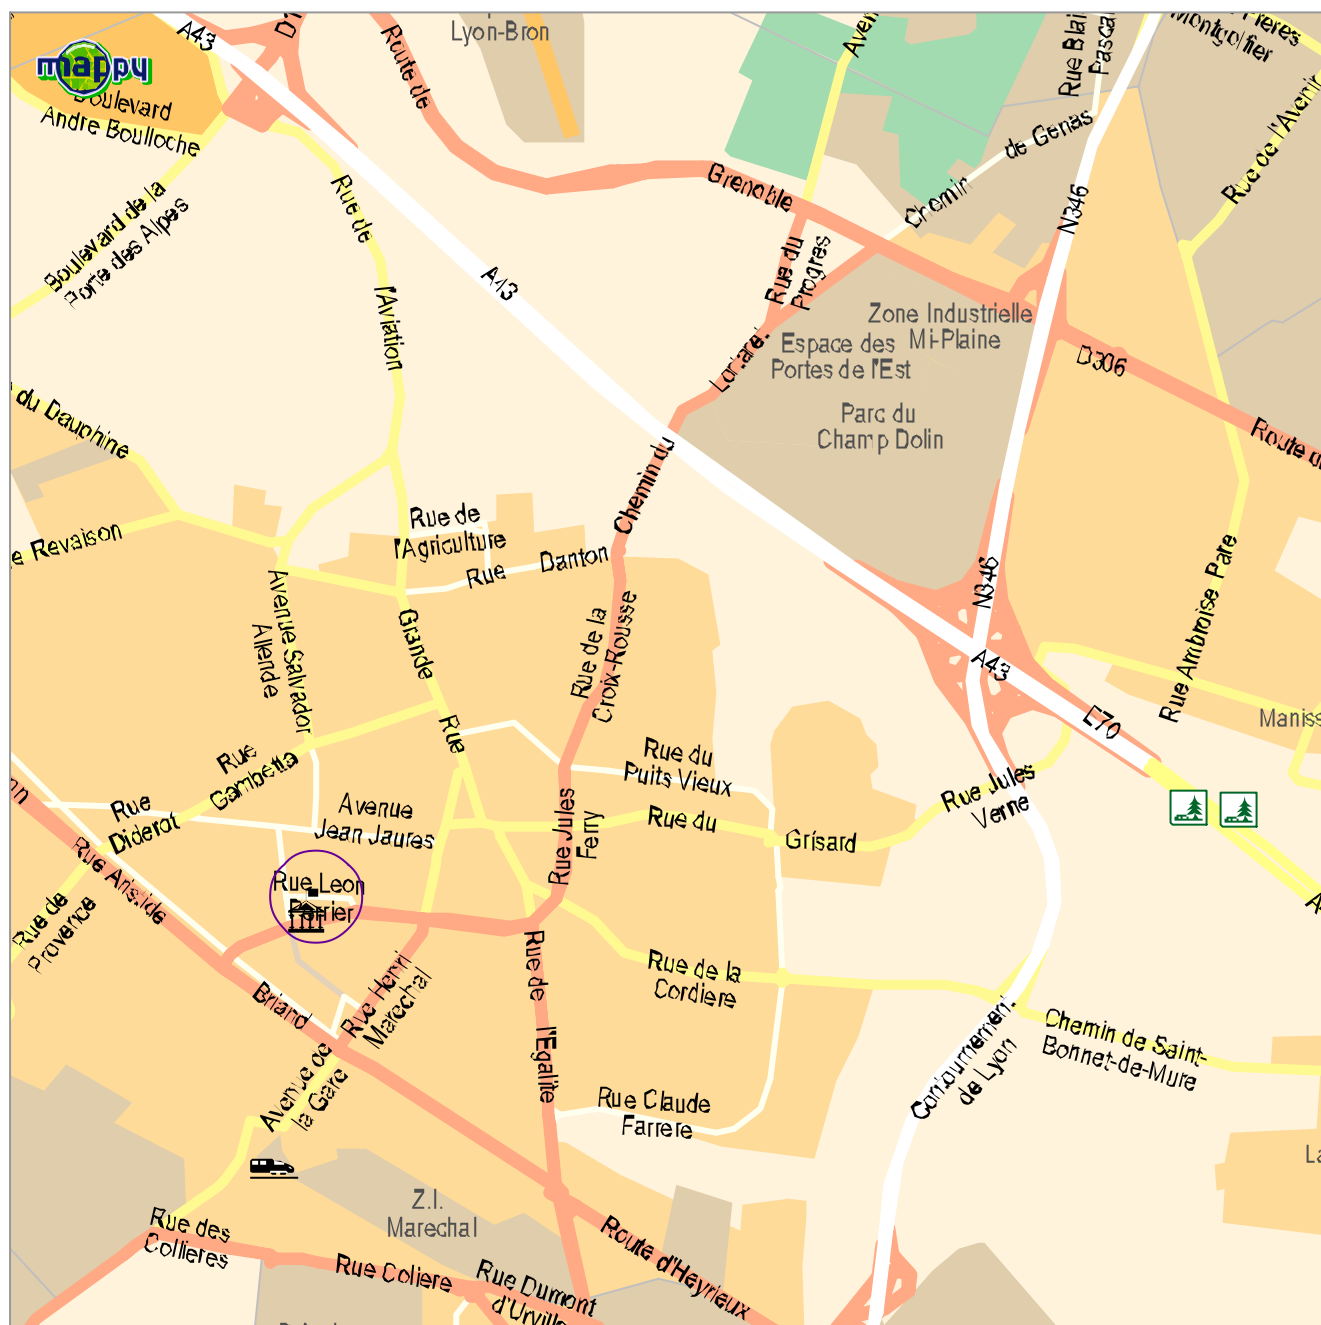 A43
D1
Route de
Lyon-Bron
Aven
Rue Blai
Pascal
Montgolfier
mappy
Boulevard
Andre Boulloche
de Genas
Rue de l'Avenir
Boulevard de la
Porte des Alpes
Rue de
Grenoble
Chemin
N346
l'Aviation
A43
Rue du
Progres
Zone Industrielle
Mi-Plaine
Espace des
Portes de l'Est
D306
du Dauphine
Parc du
Champ Dolin
Route d
Chemin du
e Revaison
Rue de
l'Agriculture
Rue
Danton
N346
Rue Ambroise Pare
Avenue Salvador
Allende
Grande
Rue de la
Croix-Rousse
A43
E70
Maniss
Rue
Gambetta
Rue
Rue du
Puits Vieux
Rue Jules
Verne
nn
Rue
Diderot
Avenue
Jean Jaures
Rue Jules
Ferry
Rue du
Grisard
Rue Aristide
Rue Leon
Perrier
Rue de
Provence
A
Briand
Rue Henri
Marechal
Rue de
l'Egalite
Rue de la
Cordiere
Contournement
de Lyon
Chemin de Saint-
Bonnet-de-Mure
Avenue de
la Gare
Rue Claude
Farrere
La
Z.I.
Marechal
Rue des
Collieres
Rue Coliere
Rue Dumont
d'Urville
Route d'Heyrieux